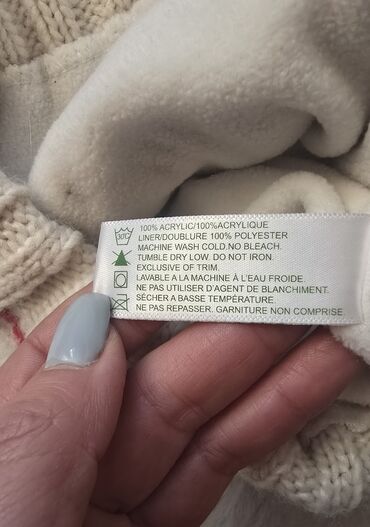 100% ACRYLIC/100%ACRYLIQUE
LINER/DOUBLURE 100% POLYESTER
30°C
MACHINE WASH COLD.NO BLEACH.
TUMBLE DRY LOW. DO NOT IRON.
EXCLUSIVE OF TRIM.
LAVABLE A LA MACHINE À L'EAU FROIDE.
NE PAS UTILISER D'AGENT DE BLANCHIMENT.
SÉCHER A BASSE TEMPÉRATURE.
NE PAS REPASSER. GARNITURE NON COMPRISE.